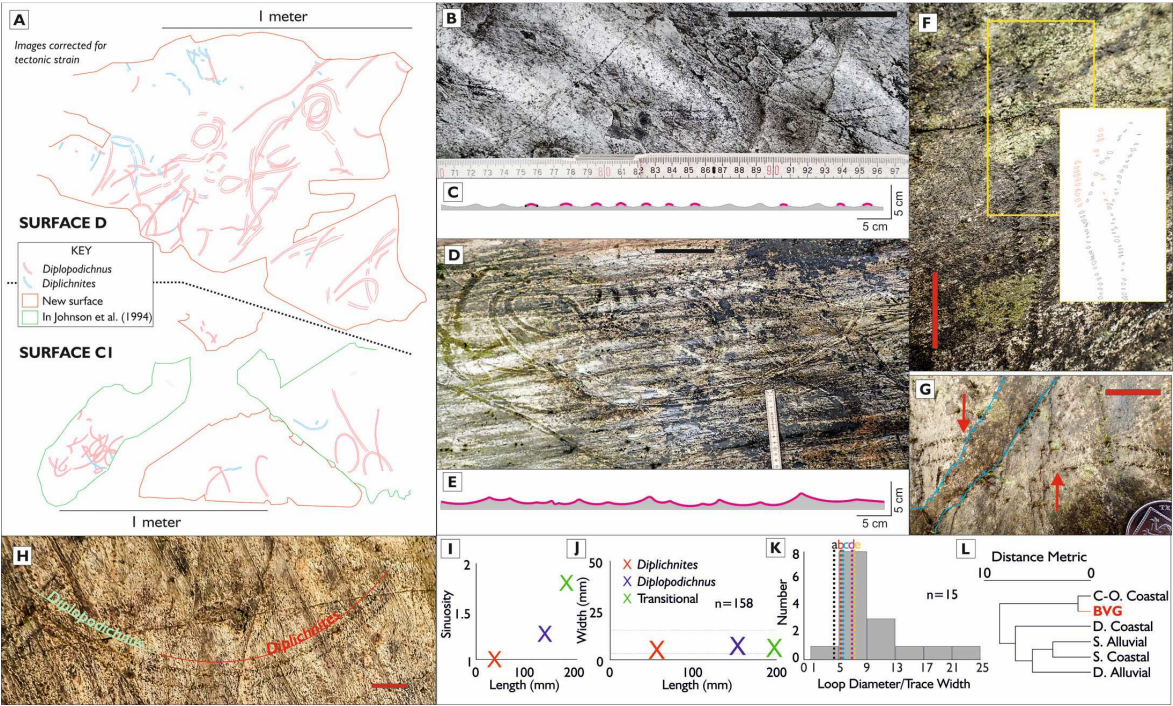 A
1 meter
Images corrected for
tectonic strain
SURFACE D
KEY
Diplopodichnus
Diplichnites
New surface
In Johnson et al. (1994)
SURFACE C1
1 meter
B
71 72 73 74 75 76 77 78 79 80 81 82 83 84 85 86 87 88 89 90 91 92 93 94 95 96 97
C
5 cm
5 cm
D
E
5 cm
5 cm
F
G
H
Diplopodichnus
Diplichnites
I
Sinuosity
2
1.5
1
0 100 200
Length (mm)
J
Width (mm)
50
25
0
Diplichnites
Diplopodichnus
Transitional
n=158
0 100 200
Length (mm)
K
Number
8
6
4
2
0
a b c d e
n=15
1 5 9 13 17 21 25
Loop Diameter/Trace Width
L
Distance Metric
10 0
C-O. Coastal
BVG
D. Coastal
S. Alluvial
S. Coastal
D. Alluvial